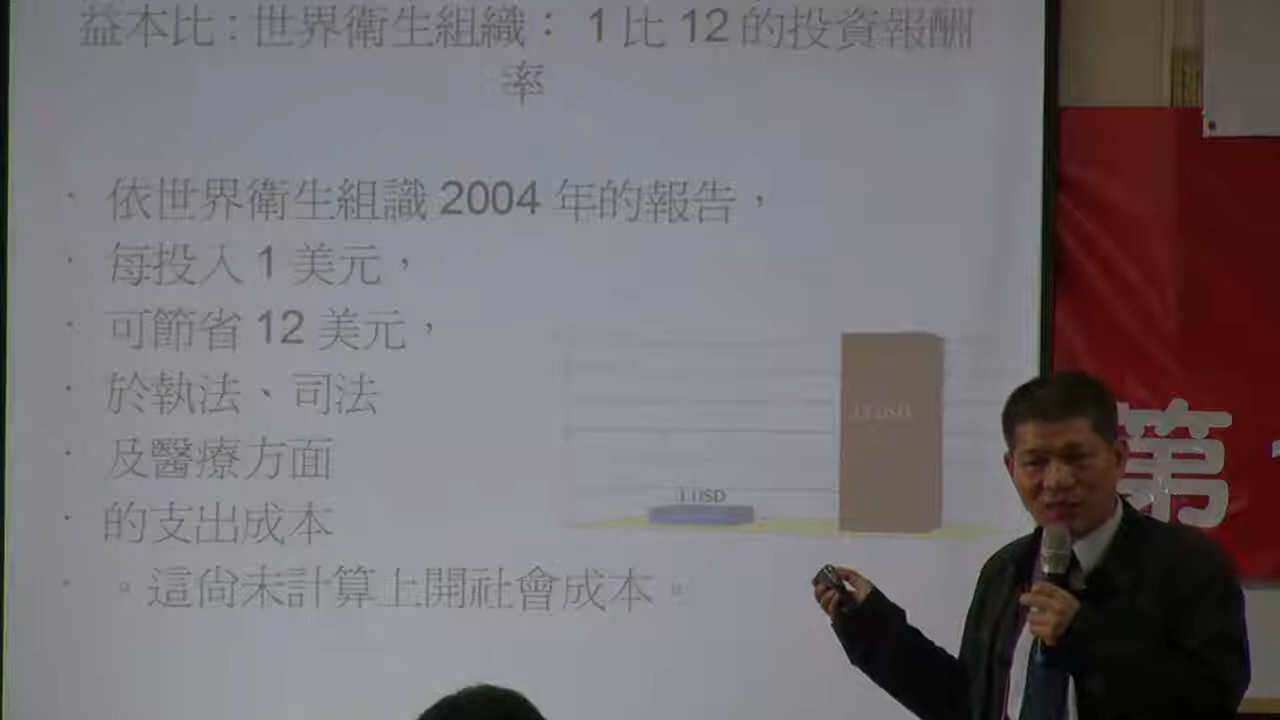 益本比：世界衛生組織： 1 比 12 的投資報酬
率
· 依世界衛生組識 2004 年的報告，
· 每投入 1 美元，
· 可節省 12 美元，
· 於執法、司法
· 及醫療方面
· 的支出成本
· 。這尙未計算上開社會成本。
1 USD
第